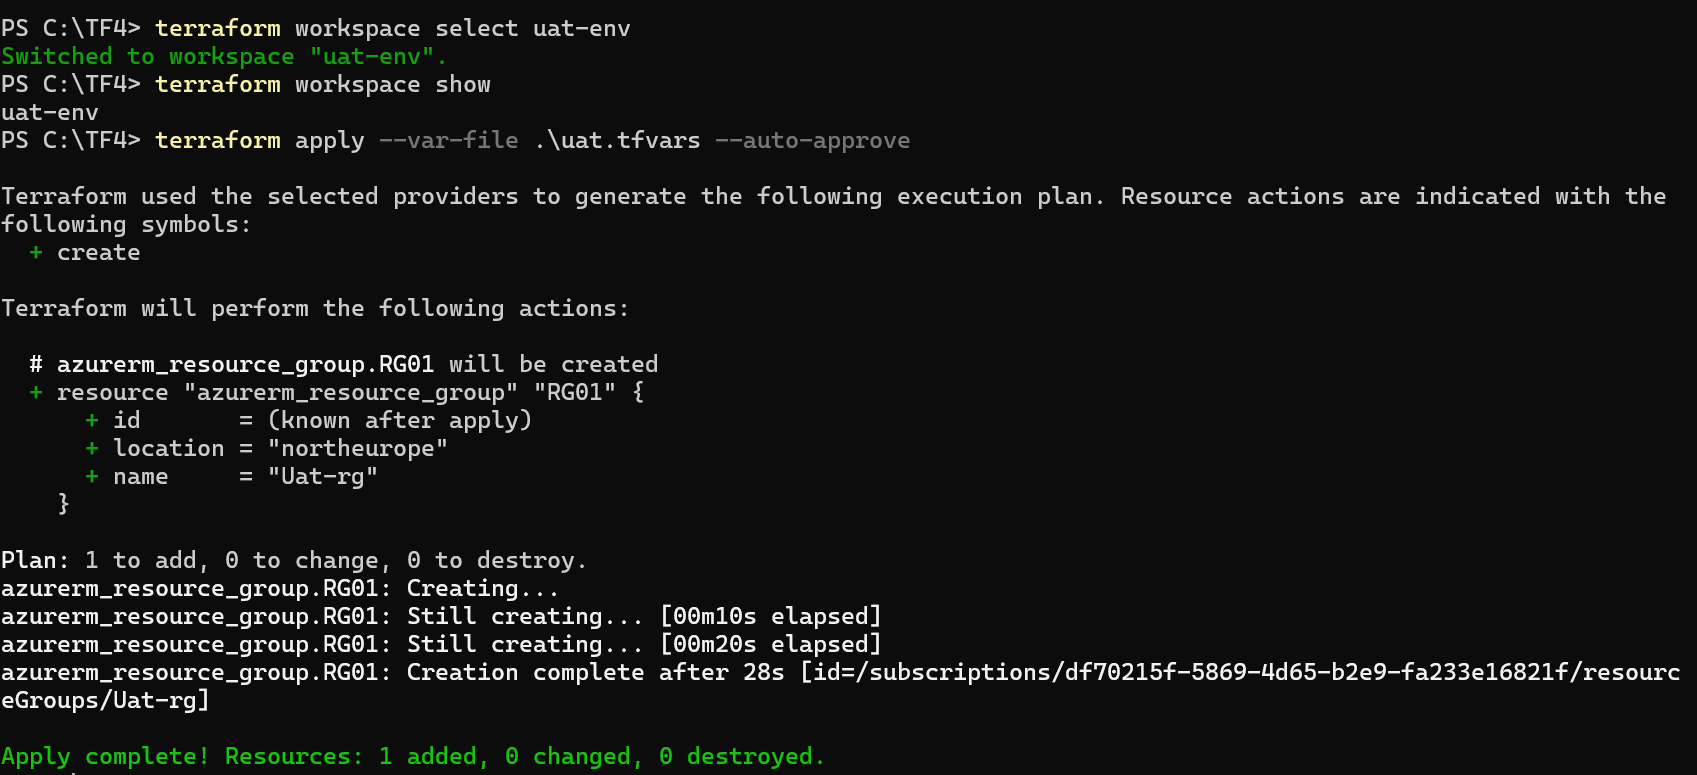 PS C:\TF4> terraform workspace select uat-env
Switched to workspace "uat-env".
PS C:\TF4> terraform workspace show
uat-env
PS C:\TF4> terraform apply --var-file .\uat.tfvars --auto-approve
Terraform used the selected providers to generate the following execution plan. Resource actions are indicated with the
following symbols:
  + create
Terraform will perform the following actions:
  # azurerm_resource_group.RG01 will be created
  + resource "azurerm_resource_group" "RG01" {
      + id       = (known after apply)
      + location = "northeurope"
      + name     = "Uat-rg"
    }
Plan: 1 to add, 0 to change, 0 to destroy.
azurerm_resource_group.RG01: Creating...
azurerm_resource_group.RG01: Still creating... [00m10s elapsed]
azurerm_resource_group.RG01: Still creating... [00m20s elapsed]
azurerm_resource_group.RG01: Creation complete after 28s [id=/subscriptions/df70215f-5869-4d65-b2e9-fa233e16821f/resourc
eGroups/Uat-rg]
Apply complete! Resources: 1 added, 0 changed, 0 destroyed.